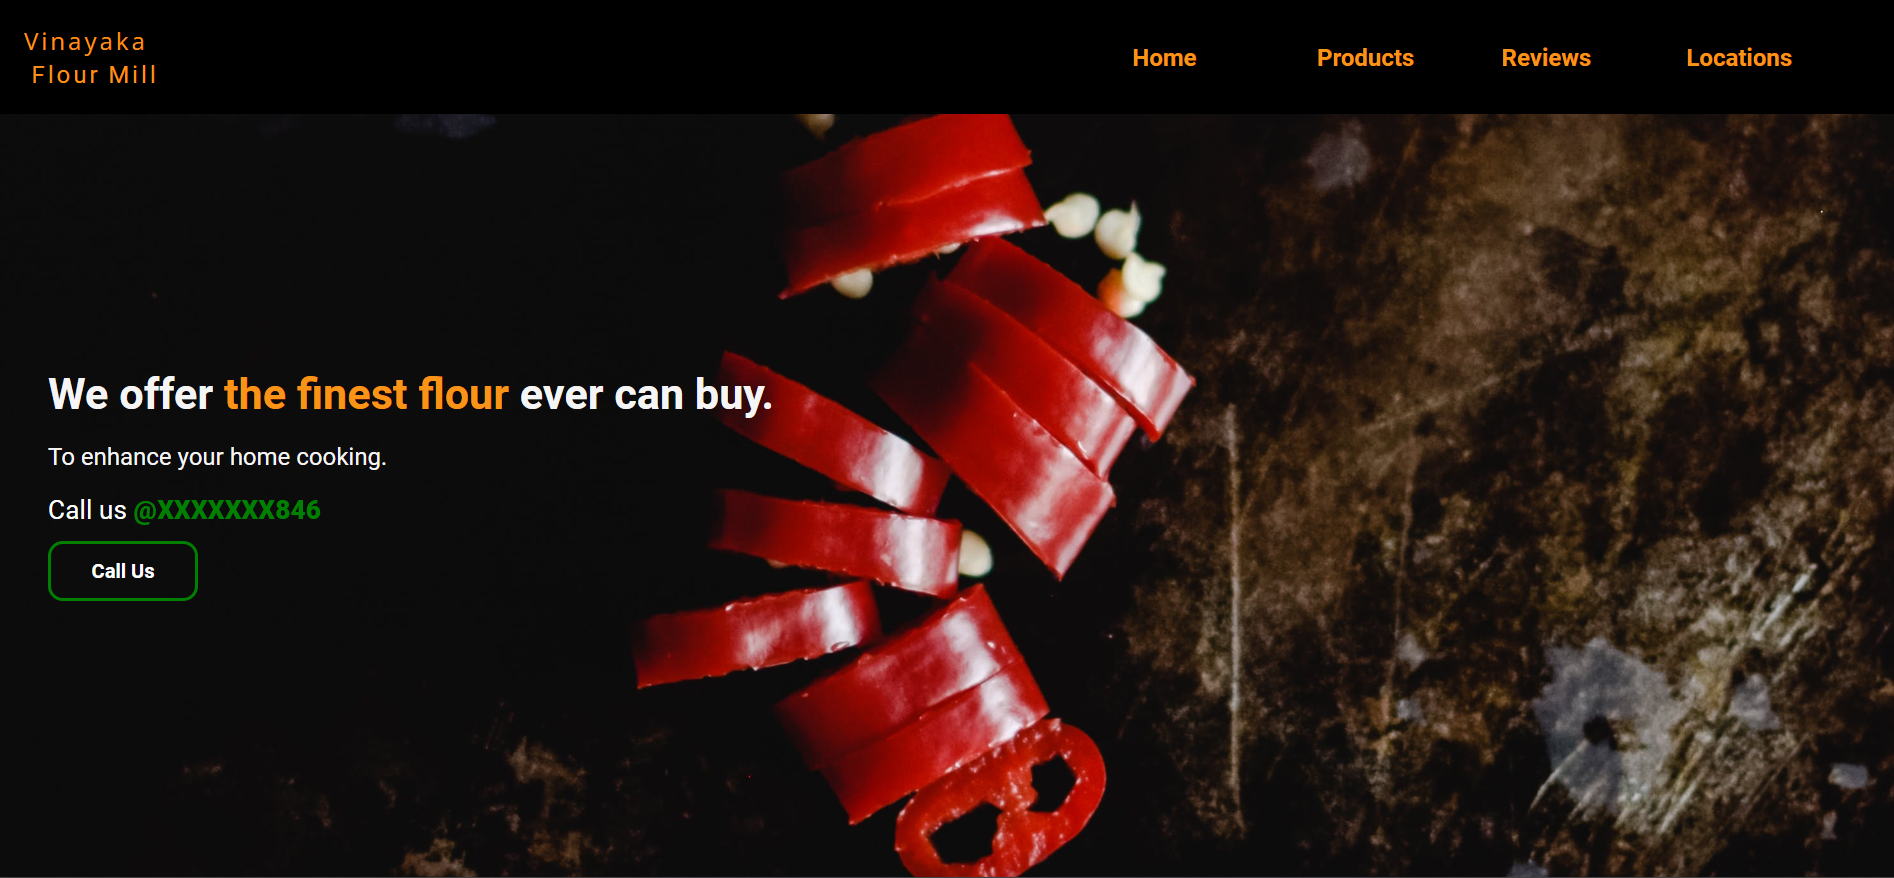 Vinayaka
Flour Mill
Home Products Reviews Locations
We offer the finest flour ever can buy.
To enhance your home cooking.
Call us @XXXXXXX846
Call Us